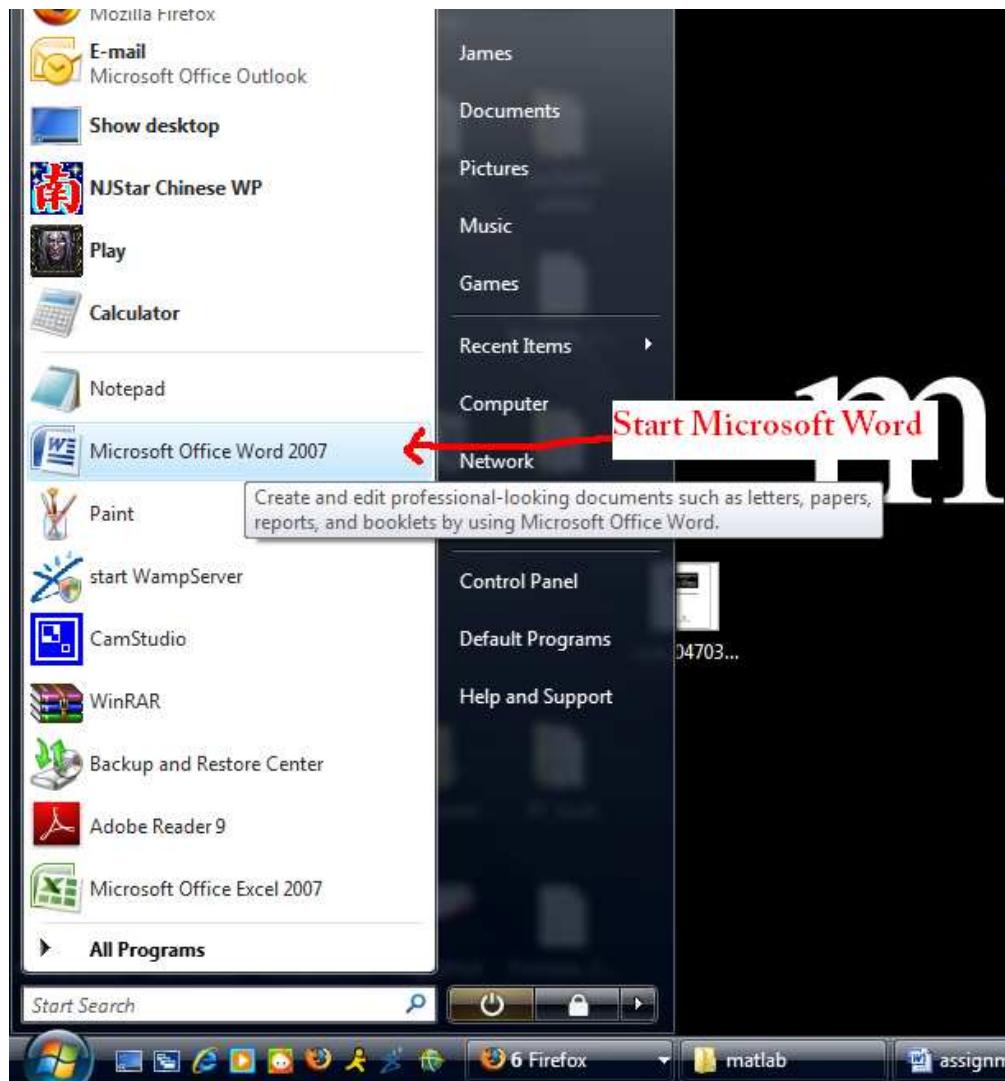 Mozilla Firefox
E-mail
Microsoft Office Outlook
Show desktop
南
NJStar Chinese WP
Play
Calculator
Notepad
Microsoft Office Word 2007
Paint
start WampServer
CamStudio
WinRAR
Backup and Restore Center
Adobe Reader 9
Microsoft Office Excel 2007
All Programs
Start Search
James
Documents
Pictures
Music
Games
Recent Items
Computer
Network
Control Panel
Default Programs
Help and Support
Start Microsoft Word
m
Create and edit professional-looking documents such as letters, papers,
reports, and booklets by using Microsoft Office Word.
04703...
6 Firefox
matlab
assignm